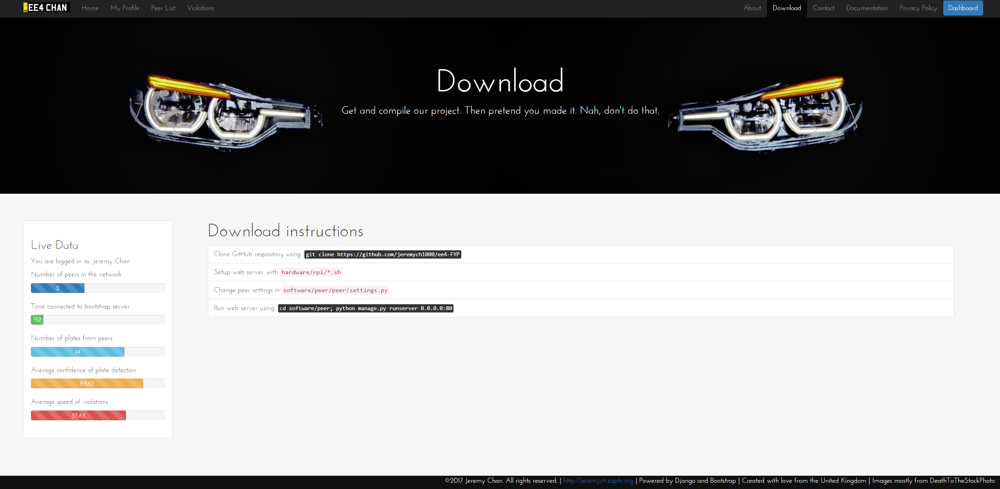 GB EE4 CHAN Home My Profile Peer List Violations About Download Contact Documentation Privacy Policy Dashboard
Download
Get and compile our project. Then pretend you made it. Nah, don't do that.
Live Data
You are logged in as: Jeremy Chan
Number of peers in the network
2
Time connected to bootstrap server
157
Number of plates from peers
14
Average confidence of plate detection
84.65
Average speed of violations
35.63
Download instructions
Clone GitHub respository using git clone https://github.com/jeremych1000/ee4-FYP
Setup web server with hardware/rpi/*.sh
Change peer settings in software/peer/peer/settings.py
Run web server using cd software/peer; python manage.py runserver 0.0.0.0:80
©2017 Jeremy Chan. All rights reserved. | http://jeremych.zapto.org | Powered by Django and Bootstrap | Created with love from the United Kingdom | Images mostly from DeathToTheStockPhoto